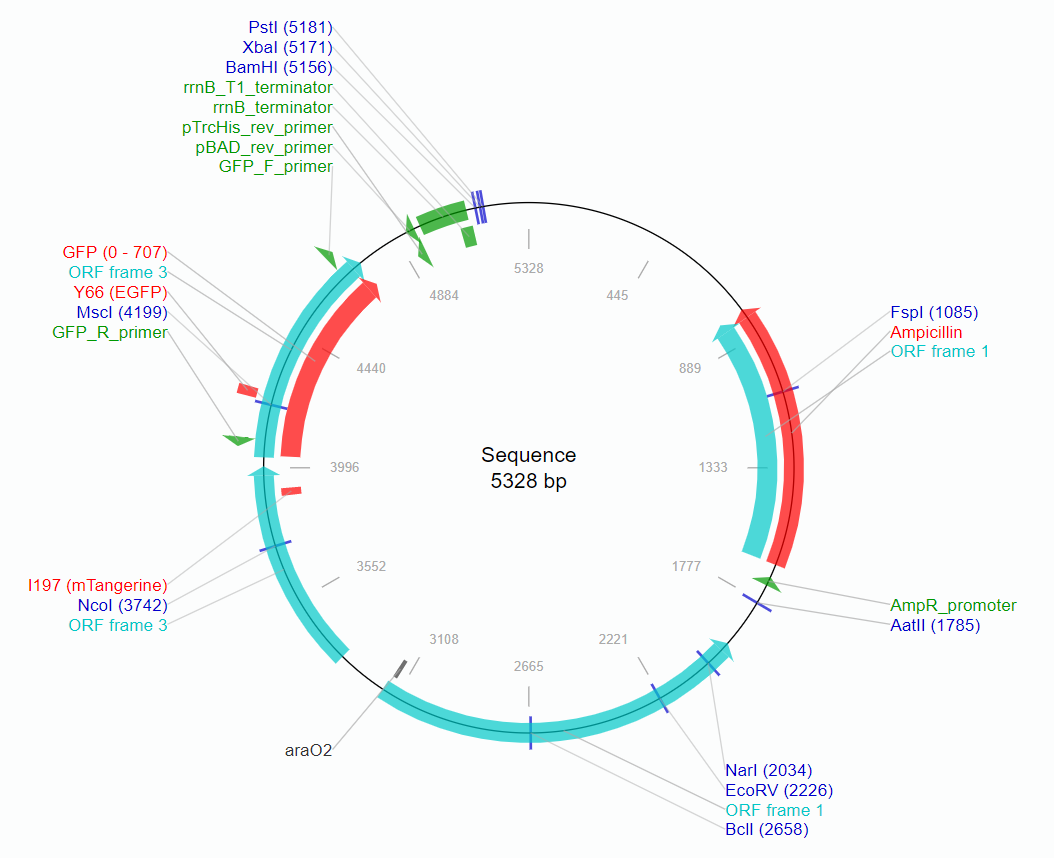 PstI (5181)
XbaI (5171)
BamHI (5156)
rrnB_T1_terminator
rrnB_terminator
pTrcHis_rev_primer
pBAD_rev_primer
GFP_F_primer
GFP (0 - 707)
ORF frame 3
Y66 (EGFP)
MscI (4199)
GFP_R_primer
I197 (mTangerine)
NcoI (3742)
ORF frame 3
araO2
5328
445
889
1333
1777
2221
2665
3108
3552
3996
4440
4884
Sequence
5328 bp
FspI (1085)
Ampicillin
ORF frame 1
AmpR_promoter
AatII (1785)
NarI (2034)
EcoRV (2226)
ORF frame 1
BclI (2658)